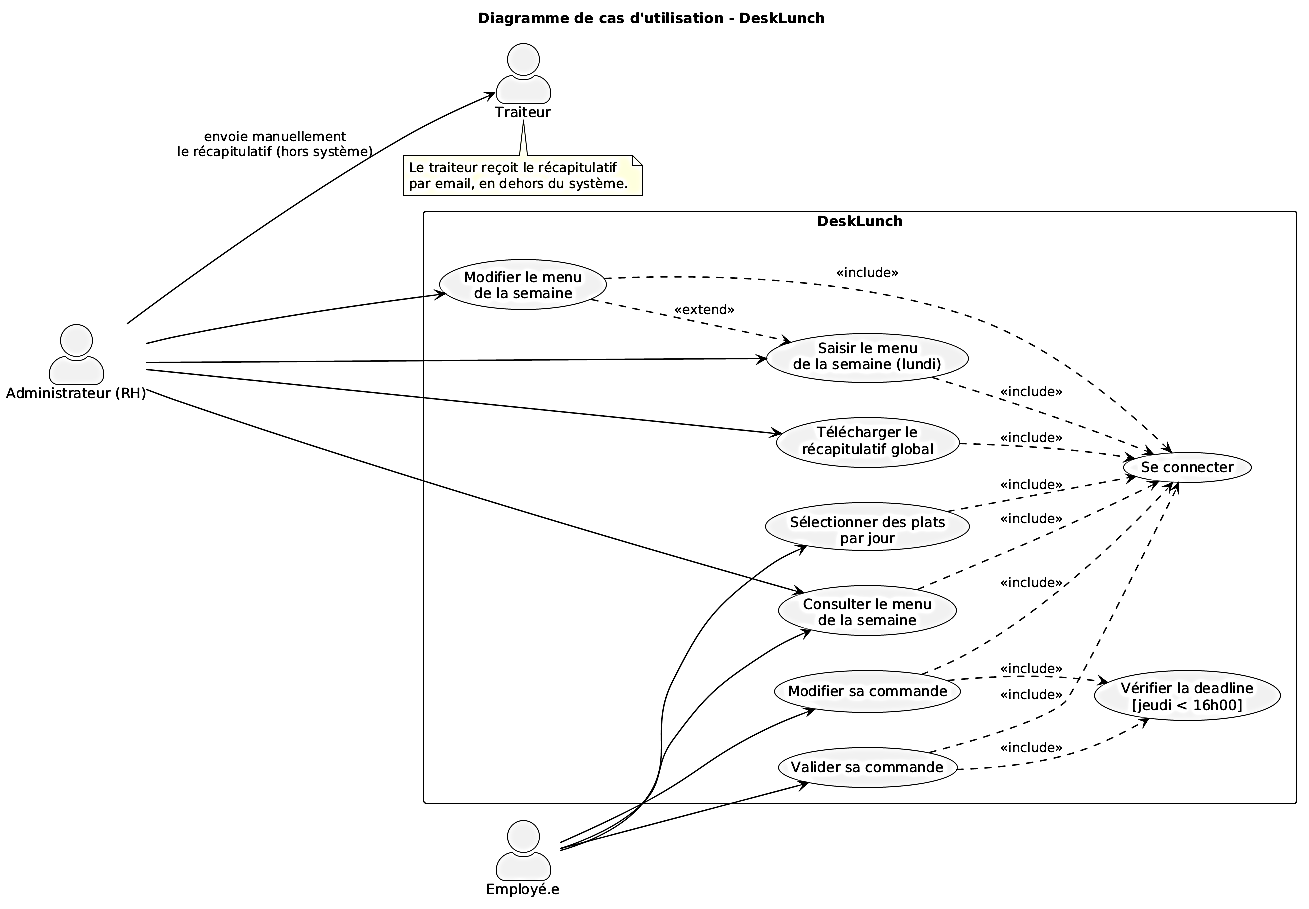 Diagramme de cas d'utilisation - DeskLunch
Traiteur
envoie manuellement
le récapitulatif (hors système)
Le traiteur reçoit le récapitulatif
par email, en dehors du système.
DeskLunch
Modifier le menu
de la semaine
«include»
«extend»
Saisir le menu
de la semaine (lundi)
Administrateur (RH)
«include»
Télécharger le
récapitulatif global
«include»
Se connecter
«include»
Sélectionner des plats
par jour
«include»
«include»
Consulter le menu
de la semaine
«include»
Modifier sa commande
«include»
Vérifier la deadline
[jeudi < 16h00]
«include»
Valider sa commande
Employé.e